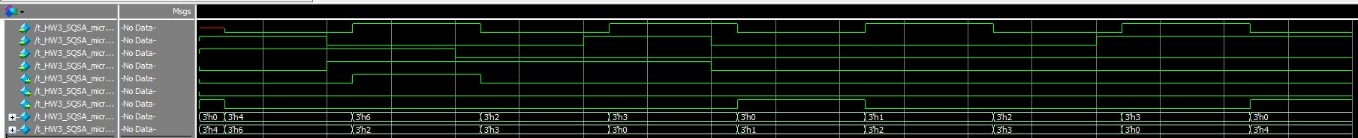 Msgs
/t_HW3_SQSA_micr... -No Data-
/t_HW3_SQSA_micr... -No Data-
/t_HW3_SQSA_micr... -No Data-
/t_HW3_SQSA_micr... -No Data-
/t_HW3_SQSA_micr... -No Data-
/t_HW3_SQSA_micr... -No Data-
/t_HW3_SQSA_micr... -No Data-
/t_HW3_SQSA_micr... -No Data- 3'h0 3'h4 3'h6 3'h2 3'h3 3'h0 3'h1 3'h2 3'h3 3'h0
/t_HW3_SQSA_micr... -No Data- 3'h4 3'h6 3'h2 3'h3 3'h0 3'h1 3'h2 3'h3 3'h0 3'h4